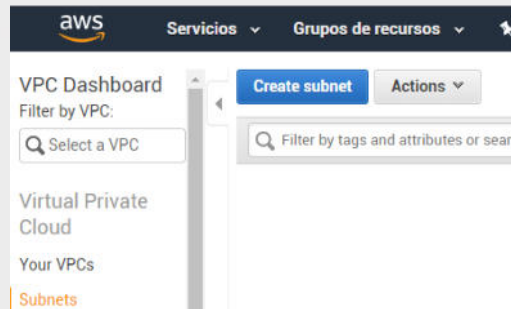 aws
Servicios
Grupos de recursos
VPC Dashboard
Filter by VPC:
Select a VPC
Virtual Private
Cloud
Your VPCs
Subnets
Create subnet
Actions
Filter by tags and attributes or sear